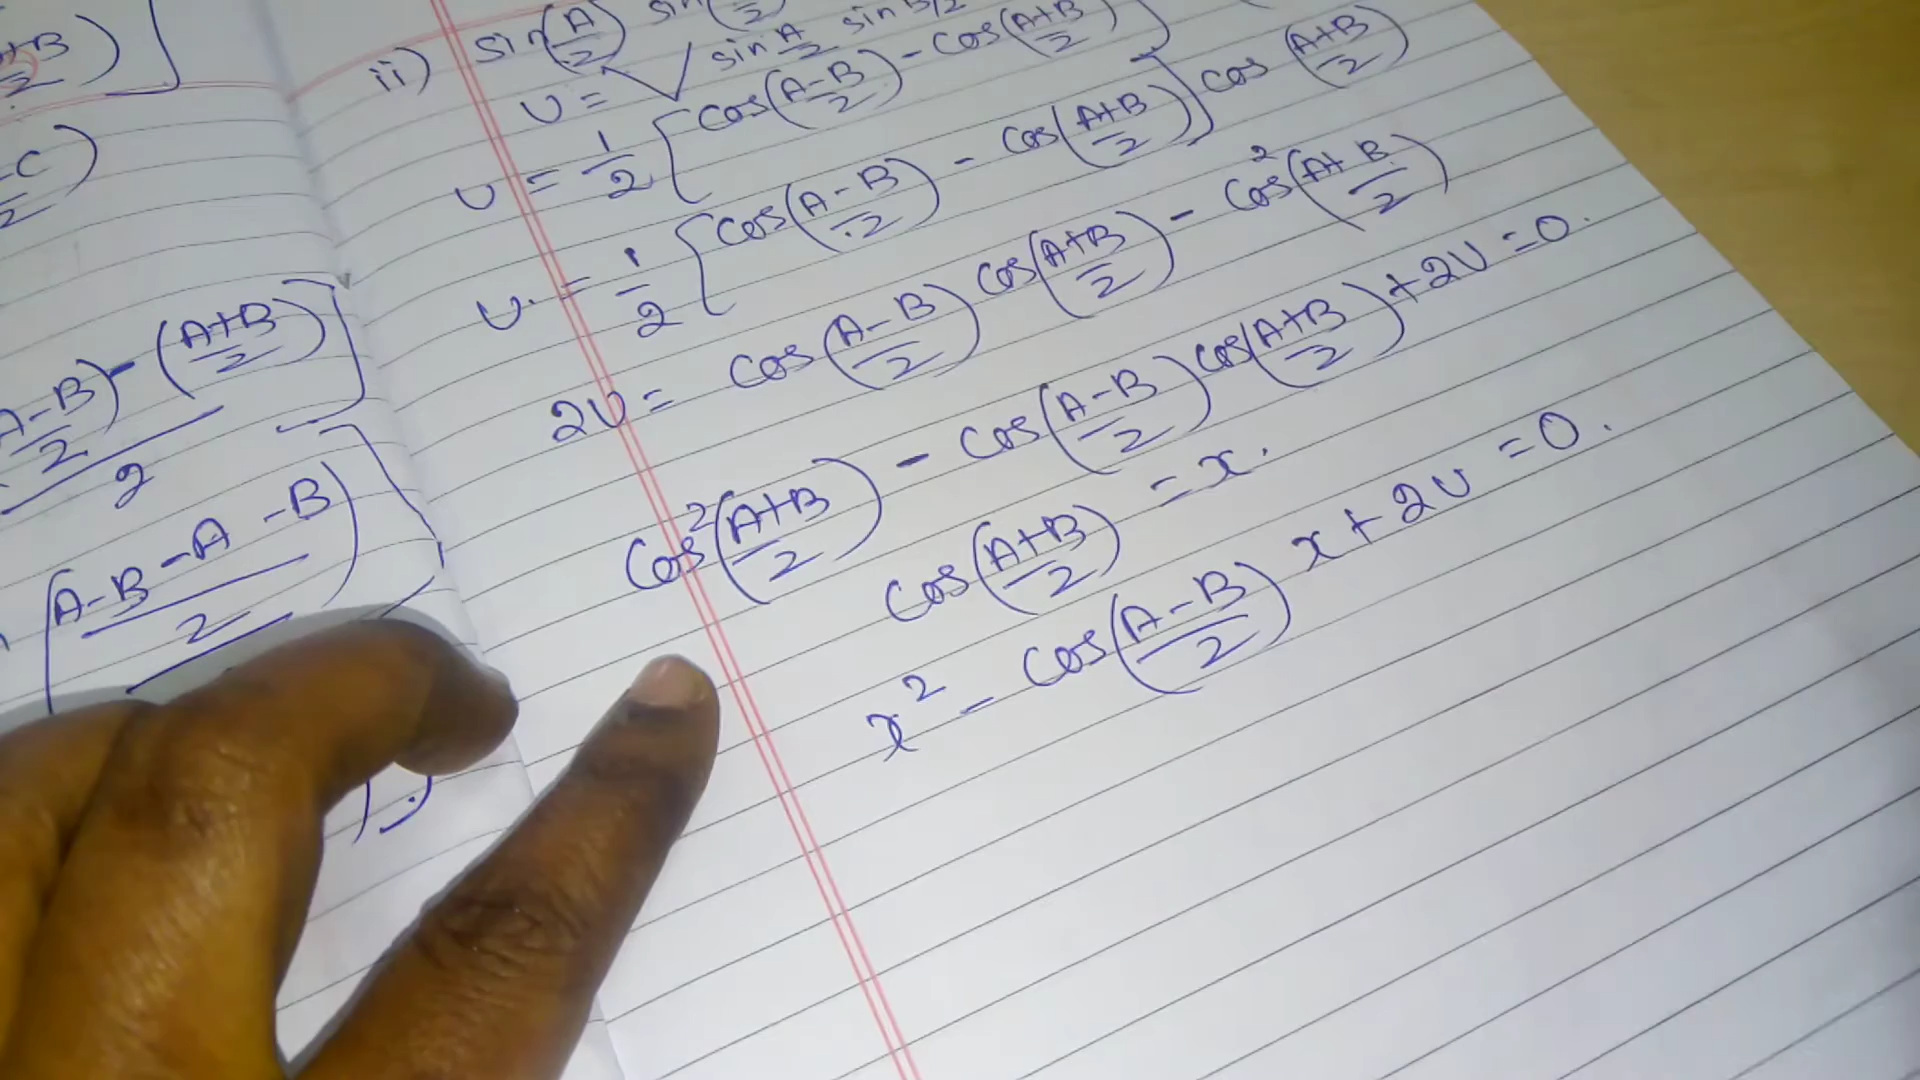 +B/2)]
-C/2)
A-B/2)-(A+B/2)/2]
(A-B-A-B/2)
ii) sin(A/2) sin(
U = sin A/2 sin B/2
U = 1/2 [cos(A-B/2) - cos(A+B/2)]
U. = 1/2 [cos(A-B/2) - cos(A+B/2)] cos(A+B/2)
2U = cos(A-B/2) cos(A+B/2) - cos²(A+B/2)
cos²(A+B/2) - cos(A-B/2) cos(A+B/2) + 2U = 0.
cos(A+B/2) = x.
x² - cos(A-B/2) x + 2U = 0.